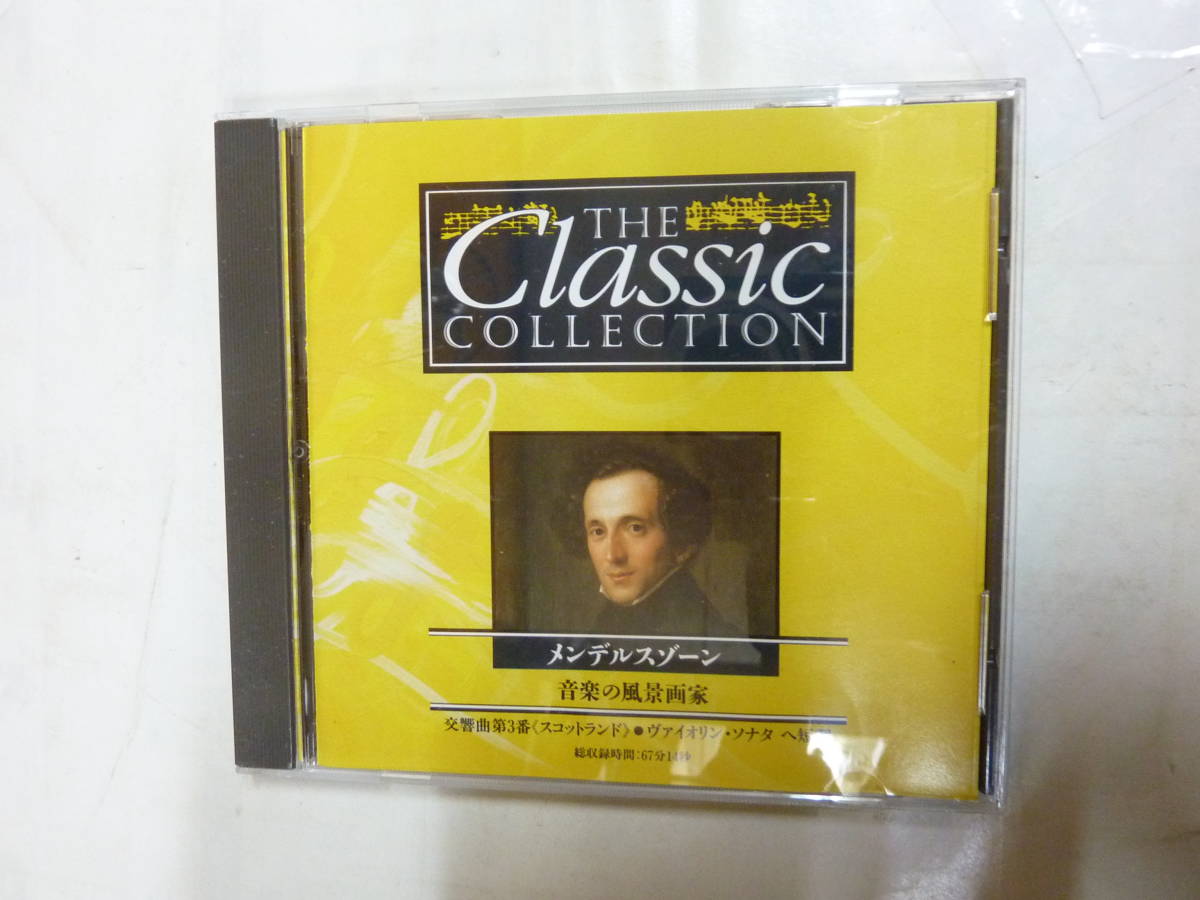 THE
Classic
COLLECTION
メンデルスゾーン
音楽の風景画家
交響曲第3番《スコットランド》●ヴァイオリン・ソナタ ヘ短調
総収録時間:67分14秒